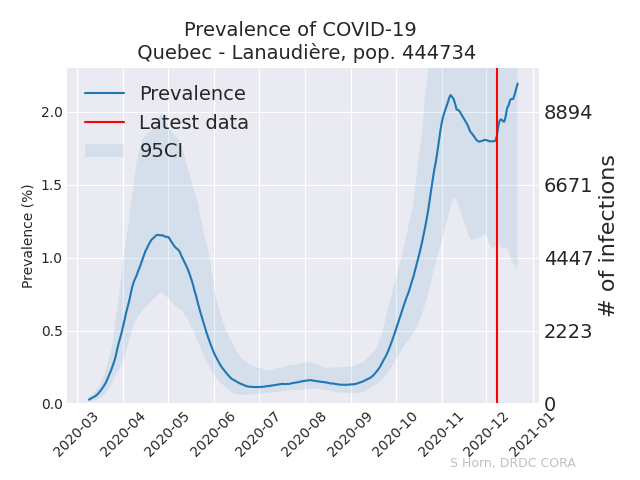 Prevalence of COVID-19
Quebec - Lanaudière, pop. 444734
Prevalence
Latest data
95CI
Prevalence (%)
2.0
1.5
1.0
0.5
0.0
8894
6671
4447
2223
0
# of infections
2020-03
2020-04
2020-05
2020-06
2020-07
2020-08
2020-09
2020-10
2020-11
2020-12
2021-01
S Horn, DRDC CORA